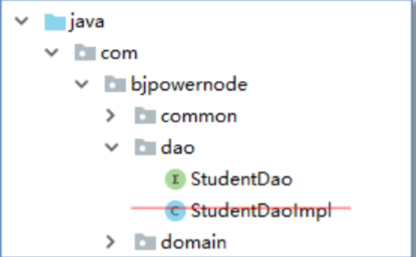 java
com
bjpowernode
common
dao
I StudentDao
C StudentDaoImpl
domain